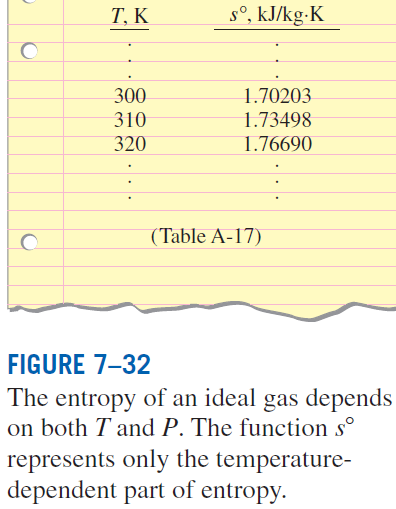 T, K s°, kJ/kg·K
. .
. .
. .
300 1.70203
310 1.73498
320 1.76690
. .
. .
. .
(Table A-17)
FIGURE 7–32
The entropy of an ideal gas depends
on both T and P. The function s°
represents only the temperature-
dependent part of entropy.